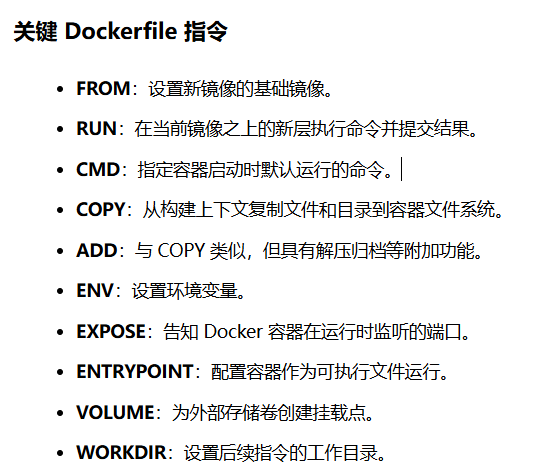 关键 Dockerfile 指令
• FROM：设置新镜像的基础镜像。
• RUN：在当前镜像之上的新层执行命令并提交结果。
• CMD：指定容器启动时默认运行的命令。
• COPY：从构建上下文复制文件和目录到容器文件系统。
• ADD：与 COPY 类似，但具有解压归档等附加功能。
• ENV：设置环境变量。
• EXPOSE：告知 Docker 容器在运行时监听的端口。
• ENTRYPOINT：配置容器作为可执行文件运行。
• VOLUME：为外部存储卷创建挂载点。
• WORKDIR：设置后续指令的工作目录。